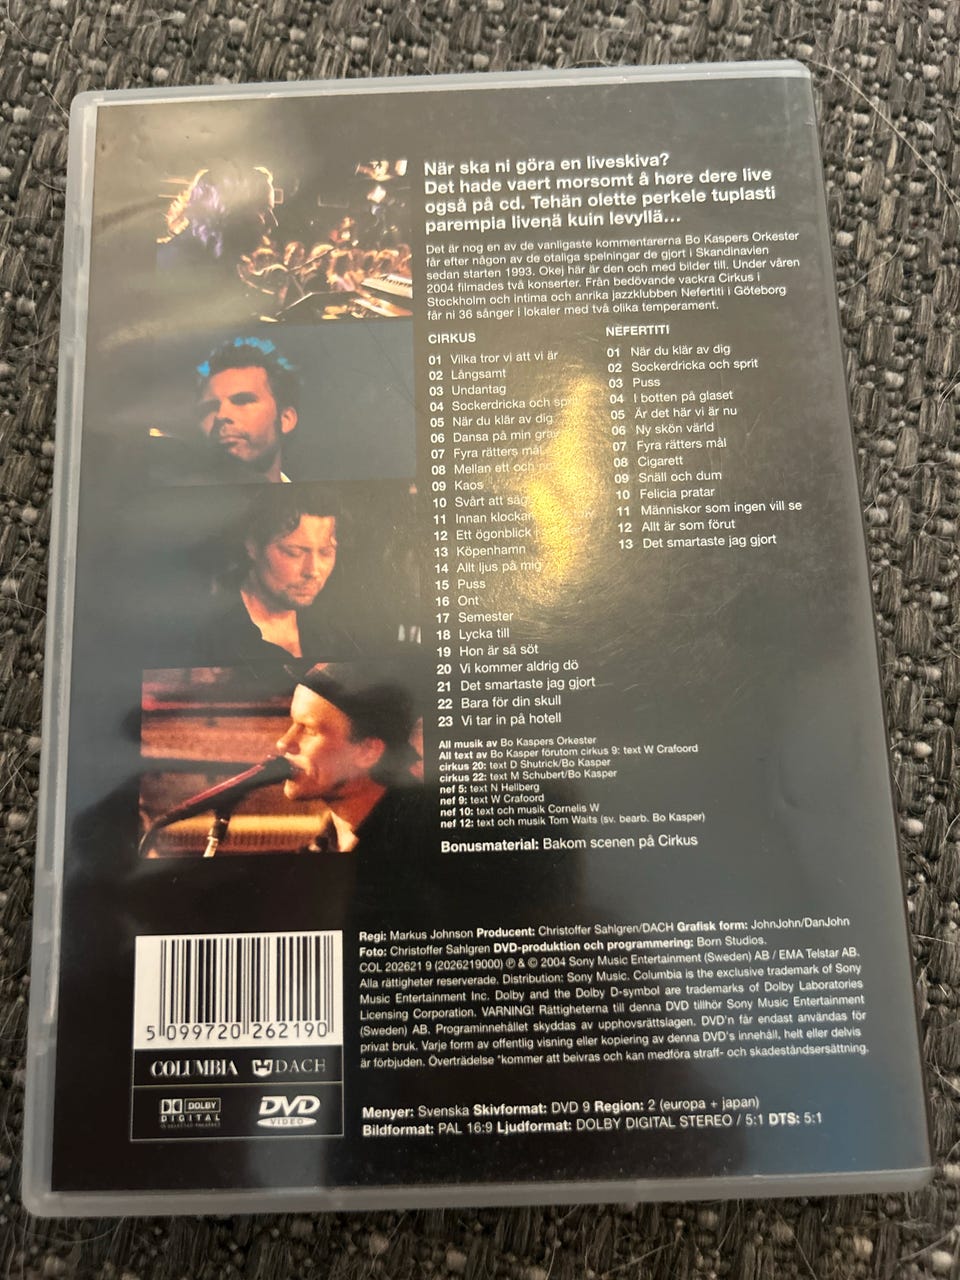 När ska ni göra en liveskiva?
Det hade vaert morsomt å høre dere live
også på cd. Tehän olette perkele tuplasti
parempia livenä kuin levyllä...
Det är nog en av de vanligaste kommentarerna Bo Kaspers Orkester
får efter någon av de otaliga spelningar de gjort i Skandinavien
sedan starten 1993. Okej här är den och med bilder till. Under våren
2004 filmades två konserter. Från bedövande vackra Cirkus i
Stockholm och intima och anrika jazzklubben Nefertiti i Göteborg
får ni 36 sånger i lokaler med två olika temperament.
CIRKUS
01 Vilka tror vi att vi är
02 Långsamt
03 Undantag
04 Sockerdricka och sprit
05 När du klär av dig
06 Dansa på min grav
07 Fyra rätters mål
08 Mellan ett och
09 Kaos
10 Svårt att säga
11 Innan klockan
12 Ett ögonblick
13 Köpenhamn
14 Allt ljus på mig
15 Puss
16 Ont
17 Semester
18 Lycka till
19 Hon är så söt
20 Vi kommer aldrig dö
21 Det smartaste jag gjort
22 Bara för din skull
23 Vi tar in på hotell
NEFERTITI
01 När du klär av dig
02 Sockerdricka och sprit
03 Puss
04 I botten på glaset
05 Är det här vi är nu
06 Ny skön värld
07 Fyra rätters mål
08 Cigarett
09 Snäll och dum
10 Felicia pratar
11 Människor som ingen vill se
12 Allt är som förut
13 Det smartaste jag gjort
All musik av Bo Kaspers Orkester
All text av Bo Kasper förutom cirkus 9: text W Crafoord
cirkus 20: text D Shutrick/Bo Kasper
cirkus 22: text M Schubert/Bo Kasper
nef 5: text N Hellberg
nef 9: text W Crafoord
nef 10: text och musik Cornelis W
nef 12: text och musik Tom Waits (sv. bearb. Bo Kasper)
Bonusmaterial: Bakom scenen på Cirkus
Regi: Markus Johnson Producent: Christoffer Sahlgren/DACH Grafisk form: JohnJohn/DanJohn
Foto: Christoffer Sahlgren DVD-produktion och programmering: Born Studios.
COL 202621 9 (2026219000) ℗ & © 2004 Sony Music Entertainment (Sweden) AB / EMA Telstar AB.
Alla rättigheter reserverade. Distribution: Sony Music. Columbia is the exclusive trademark of Sony
Music Entertainment Inc. Dolby and the Dolby D-symbol are trademarks of Dolby Laboratories
Licensing Corporation. VARNING! Rättigheterna till denna DVD tillhör Sony Music Entertainment
(Sweden) AB. Programinnehållet skyddas av upphovsrättslagen. DVD'n får endast användas för
privat bruk. Varje form av offentlig visning eller kopiering av denna DVD's innehåll, helt eller delvis
är förbjuden. Överträdelse *kommer att beivras och kan medföra straff- och skadeståndsersättning.
5 099720 262190
COLUMBIA DACH
DOLBY
DIGITAL
DVD
VIDEO
Menyer: Svenska Skivformat: DVD 9 Region: 2 (europa + japan)
Bildformat: PAL 16:9 Ljudformat: DOLBY DIGITAL STEREO / 5:1 DTS: 5:1